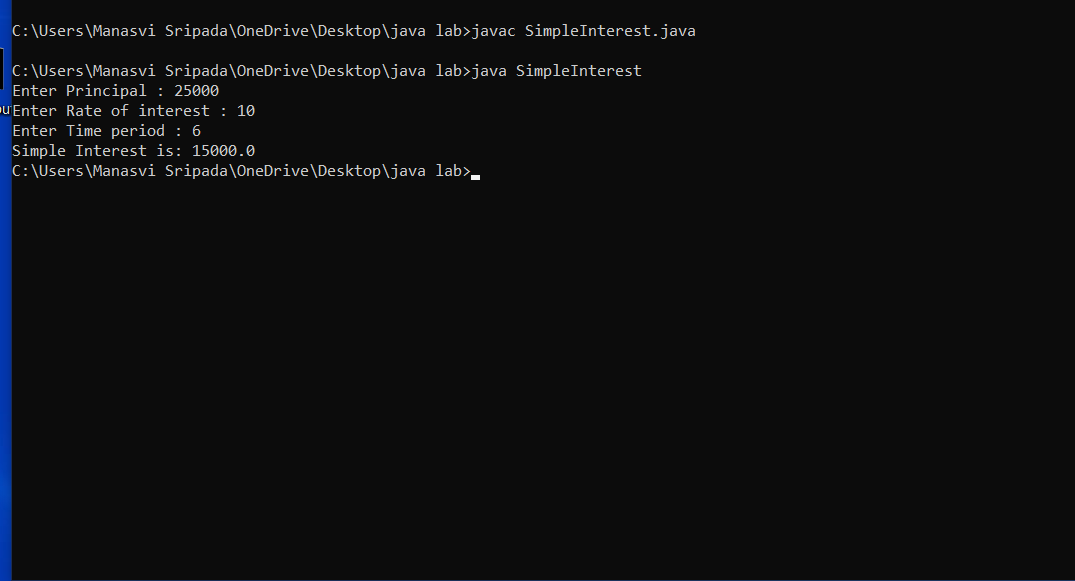 C:\Users\Manasvi Sripada\OneDrive\Desktop\java lab>javac SimpleInterest.java
C:\Users\Manasvi Sripada\OneDrive\Desktop\java lab>java SimpleInterest
Enter Principal : 25000
Enter Rate of interest : 10
Enter Time period : 6
Simple Interest is: 15000.0
C:\Users\Manasvi Sripada\OneDrive\Desktop\java lab>